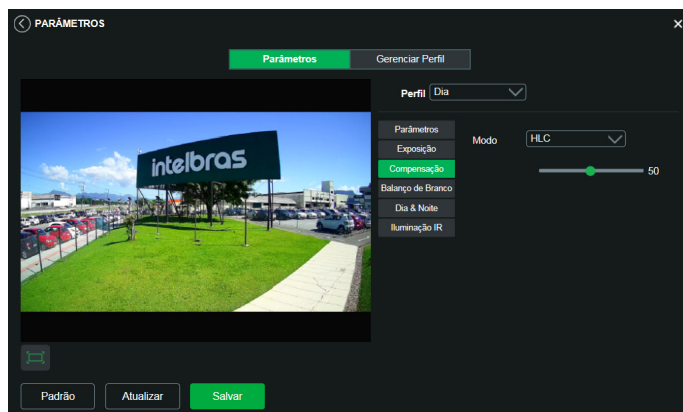 PARÂMETROS
×
Parâmetros
Gerenciar Perfil
Perfil
Dia
intelbras
Parâmetros
Exposição
Compensação
Balanço de Branco
Dia & Noite
Iluminação IR
Modo
HLC
50
Padrão
Atualizar
Salvar